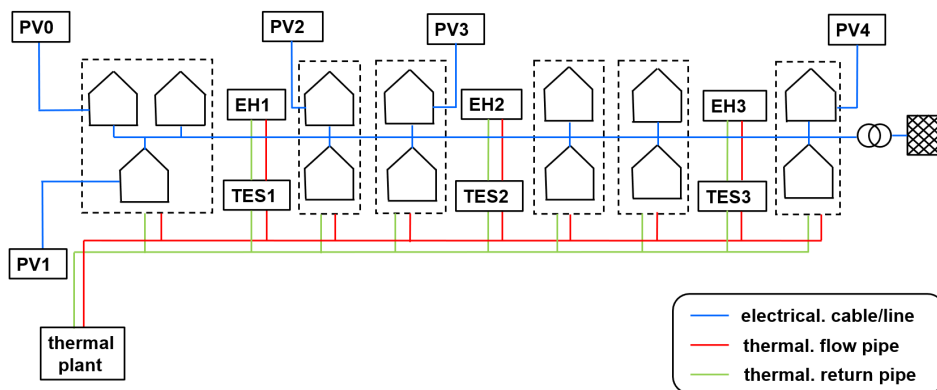 PV0
PV2
PV3
PV4
EH1
EH2
EH3
TES1
TES2
TES3
PV1
thermal
plant
electrical. cable/line
thermal. flow pipe
thermal. return pipe